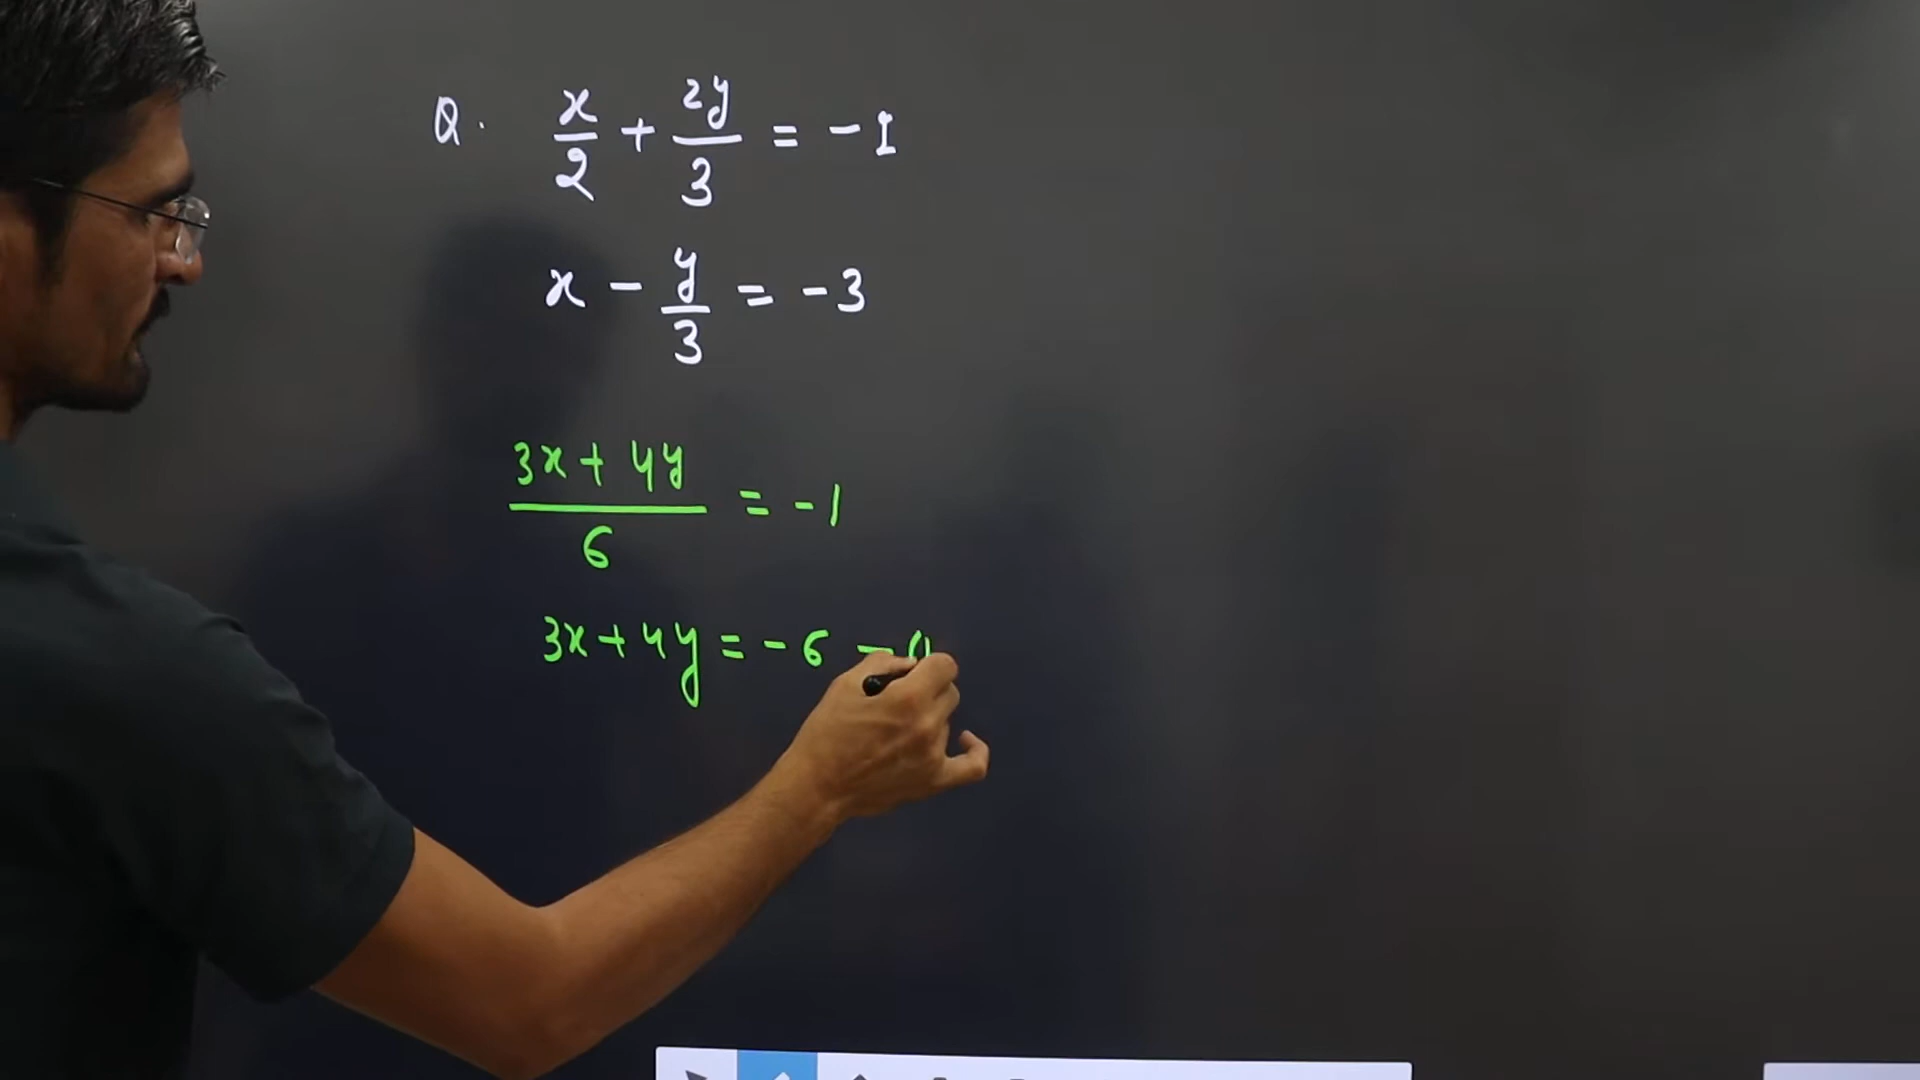 Q. x/2 + 2y/3 = -1
x - y/3 = -3
3x + 4y / 6 = -1
3x + 4y = -6